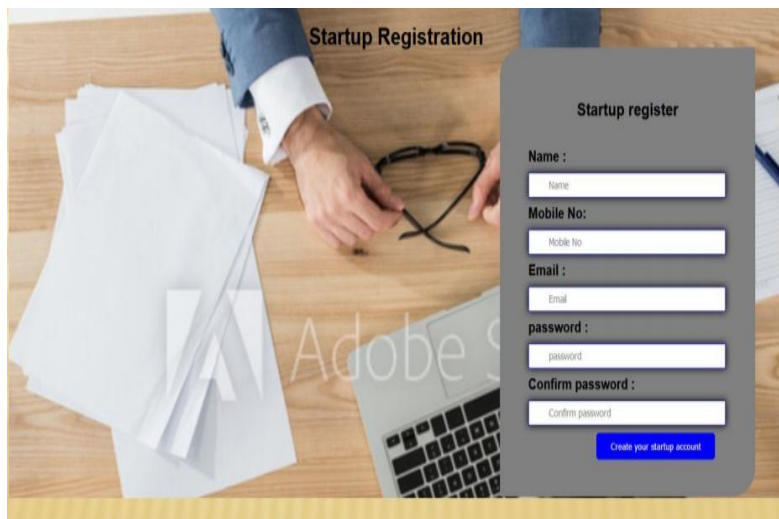 Startup Registration
Startup register
Name :
Name
Mobile No:
Mobile No
Email :
Email
password :
password
Confirm password :
Confirm password
Create your startup account
Adobe S